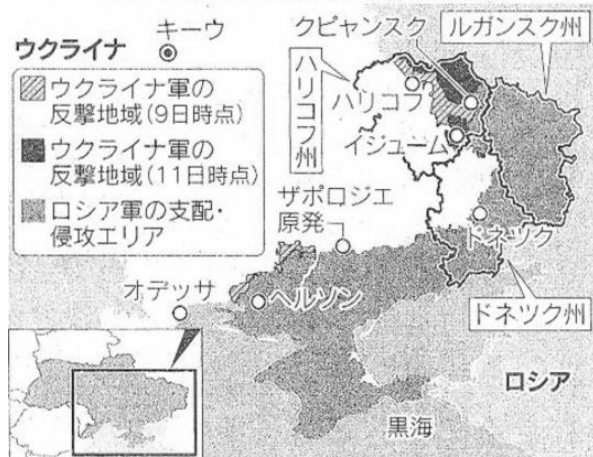 ウクライナ
キーウ
クピャンスク
ルガンスク州
ウクライナ軍の
反撃地域(9日時点)
ウクライナ軍の
反撃地域(11日時点)
ロシア軍の支配・
侵攻エリア
ハリコフ州
ハリコフ
イジューム
ザポロジエ
原発
ドネツク
オデッサ
ヘルソン
ドネツク州
ロシア
黒海